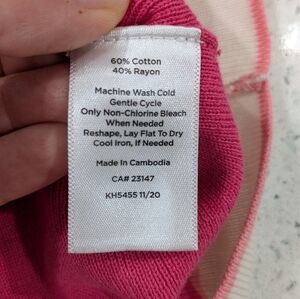 60% Cotton
40% Rayon
Machine Wash Cold
Gentle Cycle
Only Non-Chlorine Bleach
When Needed
Reshape, Lay Flat To Dry
Cool Iron, If Needed
Made In Cambodia
CA# 23147
KH5455 11/20